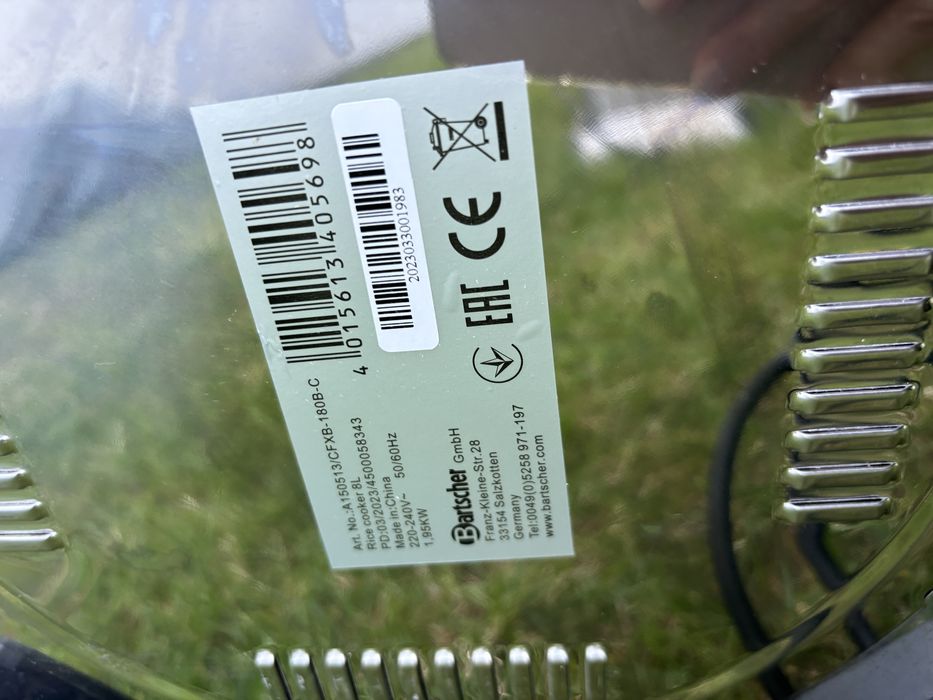 Art. No.:A150513/CFXB-180B-C
Rice cooker 8L
PD:03/2023/4500058343
Made in:China
220-240V~ 50/60Hz
1,95KW
Bartscher GmbH
Franz-Kleine-Str.28
33154 Salzkotten
Germany
Tel:0049(0)5258 971-197
www.bartscher.com
4 015613 405698
2023033001983
EAC CE